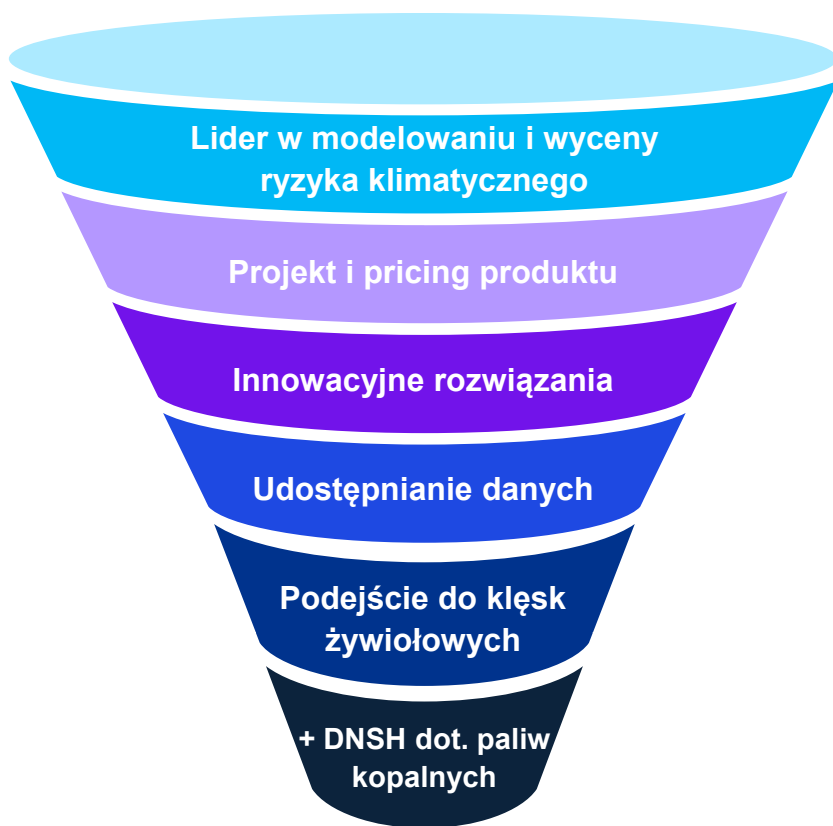 Lider w modelowaniu i wyceny
ryzyka klimatycznego
Projekt i pricing produktu
Innowacyjne rozwiązania
Udostępnianie danych
Podejście do klęsk
żywiołowych
+ DNSH dot. paliw
kopalnych